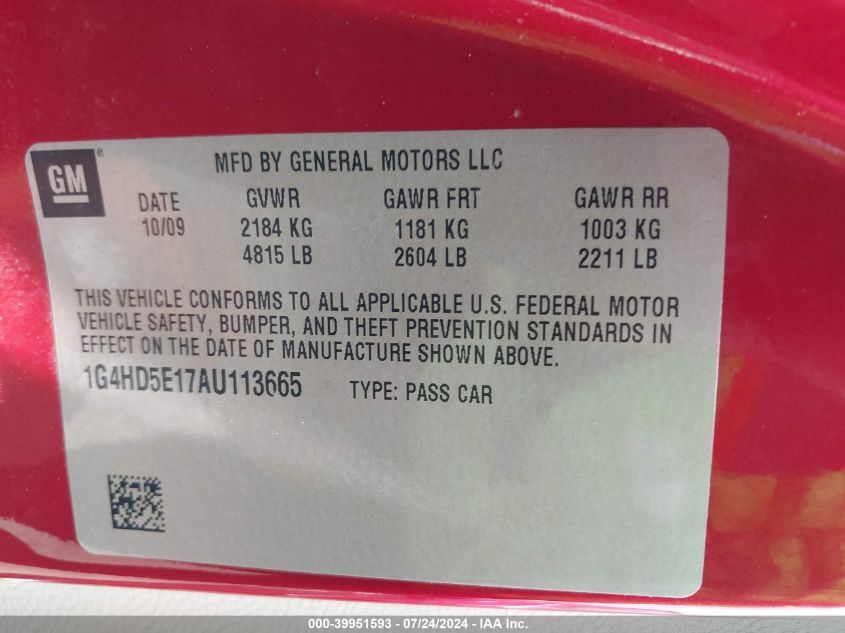 GM®
MFD BY GENERAL MOTORS LLC
DATE GVWR GAWR FRT GAWR RR
10/09 2184 KG 1181 KG 1003 KG
4815 LB 2604 LB 2211 LB
THIS VEHICLE CONFORMS TO ALL APPLICABLE U.S. FEDERAL MOTOR
VEHICLE SAFETY, BUMPER, AND THEFT PREVENTION STANDARDS IN
EFFECT ON THE DATE OF MANUFACTURE SHOWN ABOVE.
1G4HD5E17AU113665 TYPE: PASS CAR
000-39951593 / 07/24/2024 - IAA Inc.